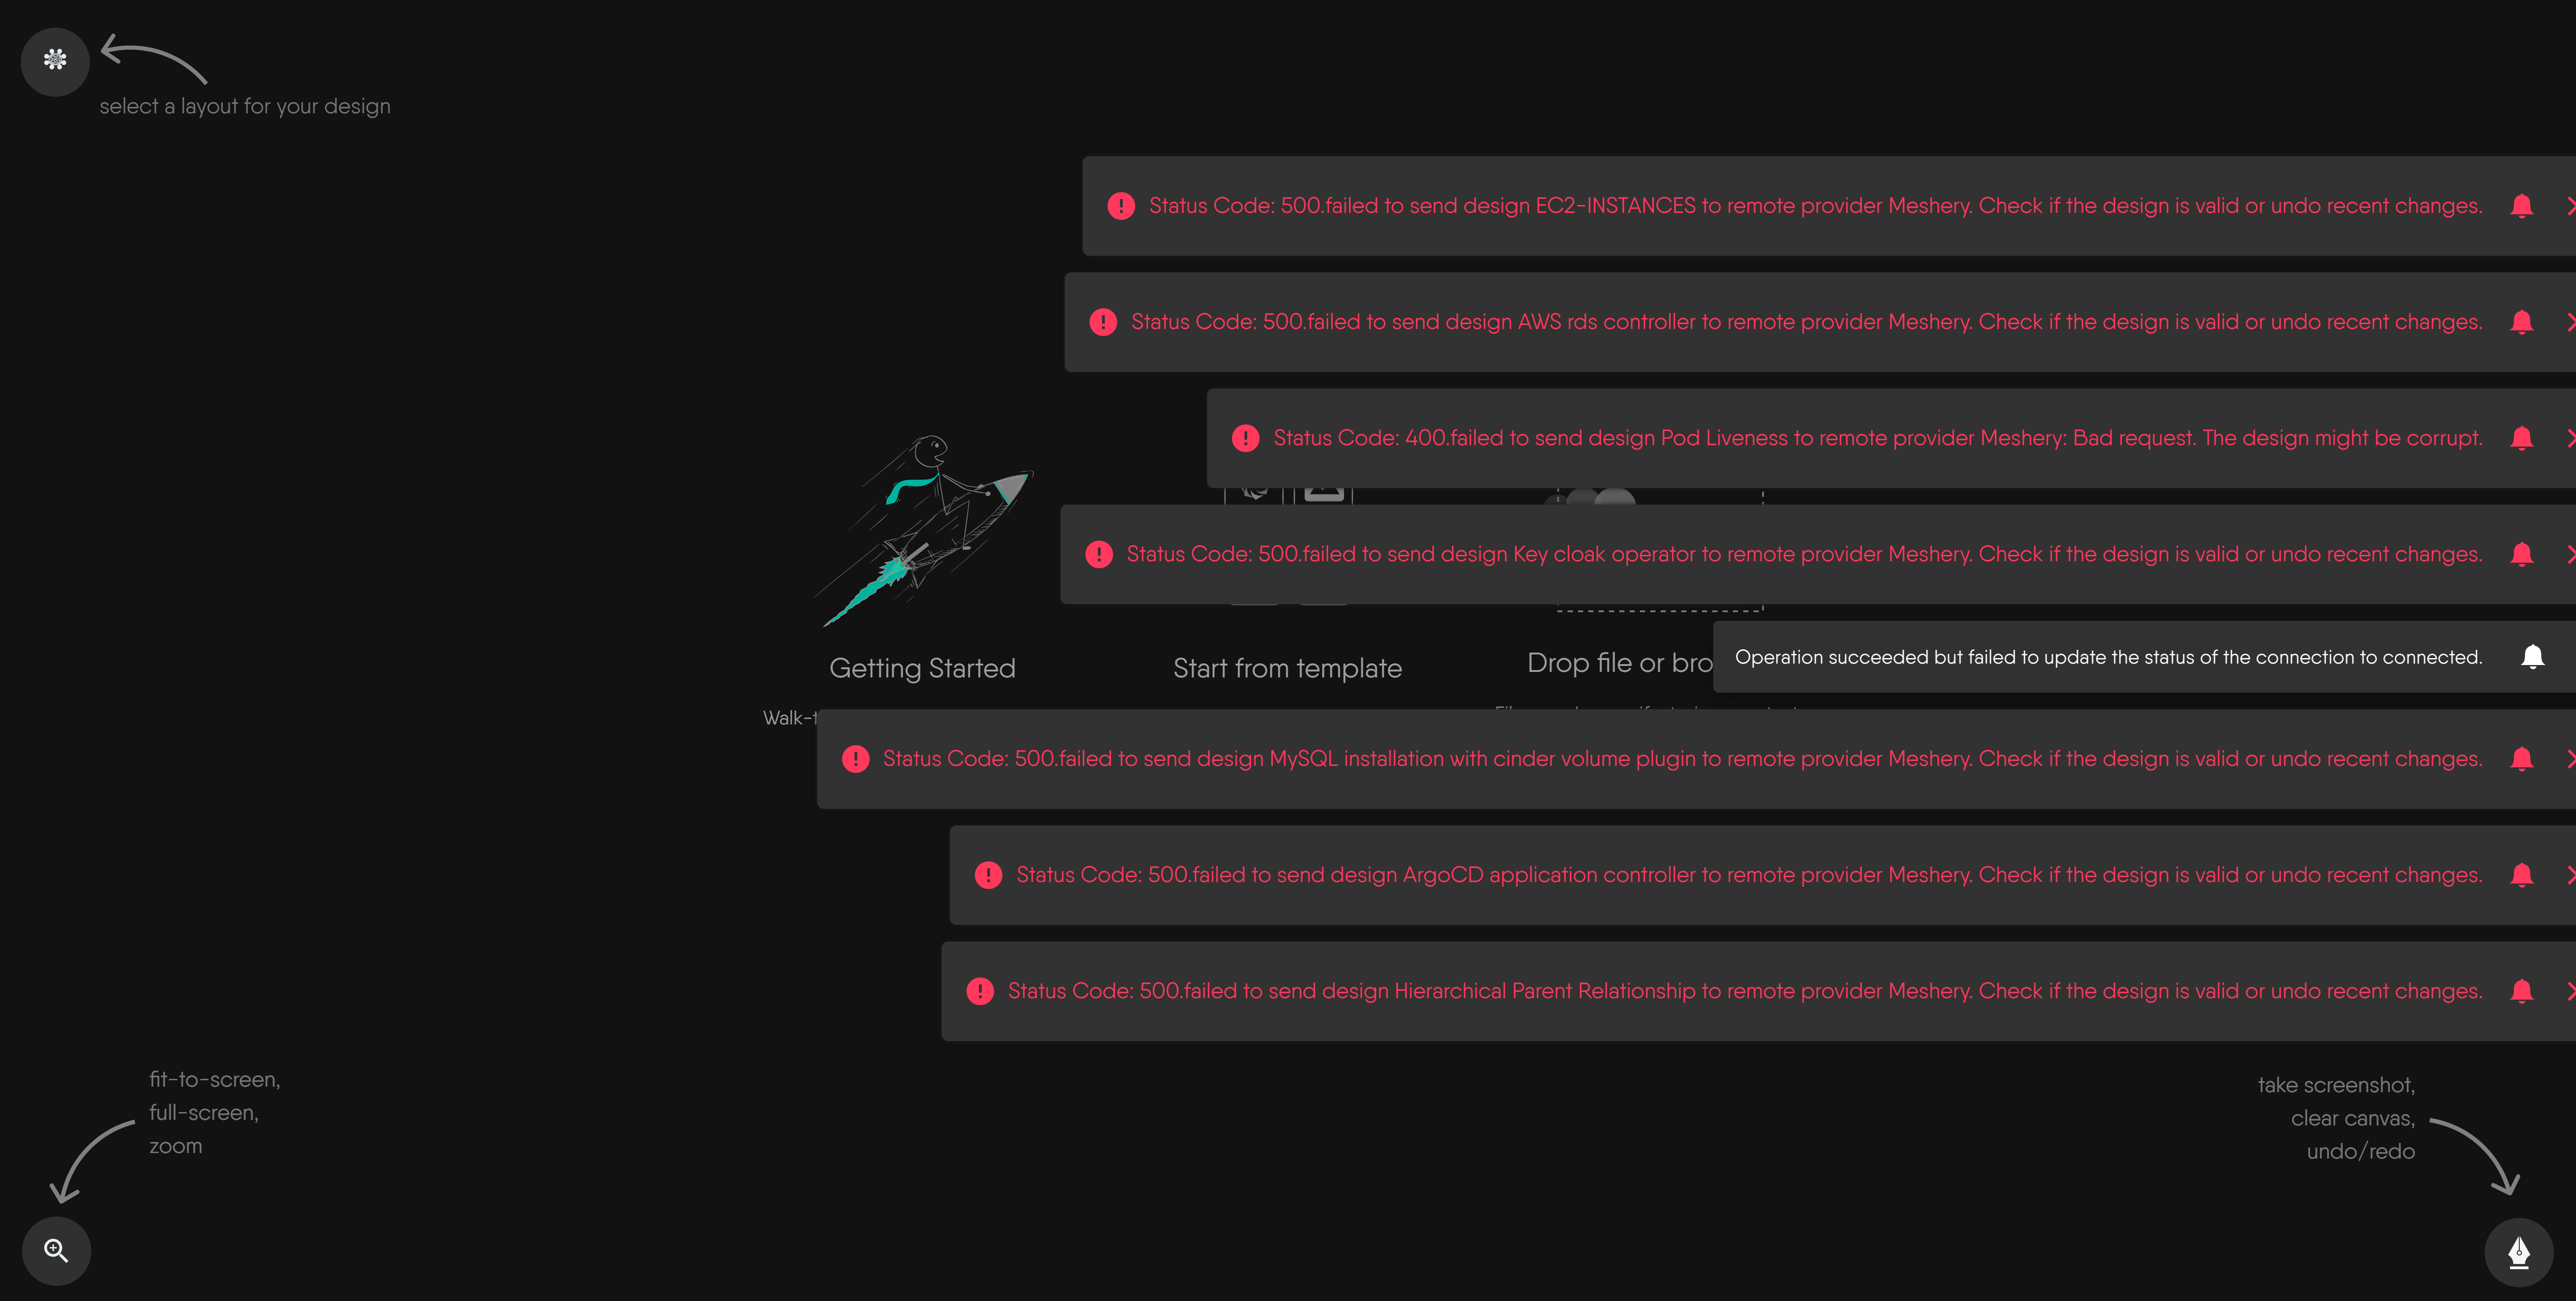 select a layout for your design
Status Code: 500.failed to send design EC2-INSTANCES to remote provider Meshery. Check if the design is valid or undo recent changes.
Status Code: 500.failed to send design AWS rds controller to remote provider Meshery. Check if the design is valid or undo recent changes.
Status Code: 400.failed to send design Pod Liveness to remote provider Meshery: Bad request. The design might be corrupt.
Status Code: 500.failed to send design Key cloak operator to remote provider Meshery. Check if the design is valid or undo recent changes.
Getting Started
Start from template
Drop file or bro
Operation succeeded but failed to update the status of the connection to connected.
Walk-t
Status Code: 500.failed to send design MySQL installation with cinder volume plugin to remote provider Meshery. Check if the design is valid or undo recent changes.
Status Code: 500.failed to send design ArgoCD application controller to remote provider Meshery. Check if the design is valid or undo recent changes.
Status Code: 500.failed to send design Hierarchical Parent Relationship to remote provider Meshery. Check if the design is valid or undo recent changes.
fit-to-screen,
full-screen,
zoom
take screenshot,
clear canvas,
undo/redo